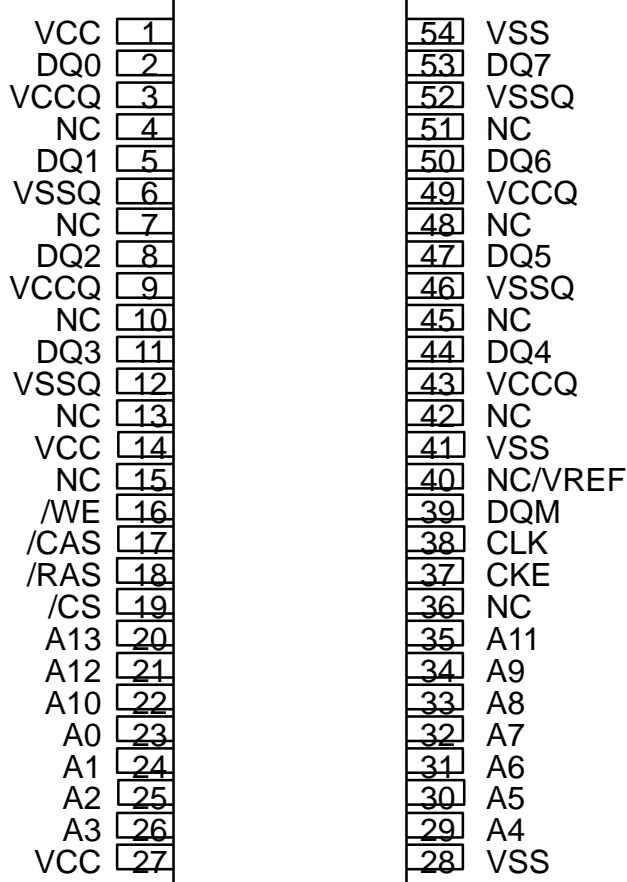 VCC 1 54 VSS
DQ0 2 53 DQ7
VCCQ 3 52 VSSQ
NC 4 51 NC
DQ1 5 50 DQ6
VSSQ 6 49 VCCQ
NC 7 48 NC
DQ2 8 47 DQ5
VCCQ 9 46 VSSQ
NC 10 45 NC
DQ3 11 44 DQ4
VSSQ 12 43 VCCQ
NC 13 42 NC
VCC 14 41 VSS
NC 15 40 NC/VREF
/WE 16 39 DQM
/CAS 17 38 CLK
/RAS 18 37 CKE
/CS 19 36 NC
A13 20 35 A11
A12 21 34 A9
A10 22 33 A8
A0 23 32 A7
A1 24 31 A6
A2 25 30 A5
A3 26 29 A4
VCC 27 28 VSS